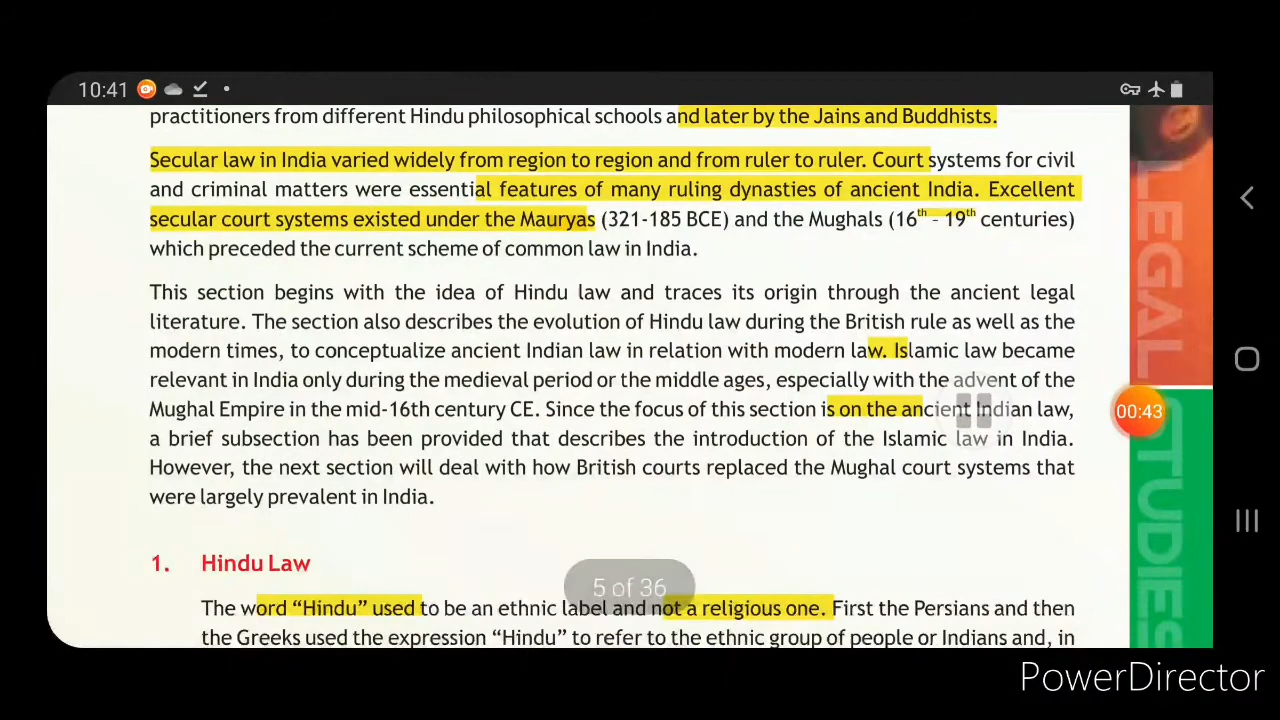 10:41
practitioners from different Hindu philosophical schools and later by the Jains and Buddhists.
Secular law in India varied widely from region to region and from ruler to ruler. Court systems for civil
and criminal matters were essential features of many ruling dynasties of ancient India. Excellent
secular court systems existed under the Mauryas (321-185 BCE) and the Mughals (16th - 19th centuries)
which preceded the current scheme of common law in India.
This section begins with the idea of Hindu law and traces its origin through the ancient legal
literature. The section also describes the evolution of Hindu law during the British rule as well as the
modern times, to conceptualize ancient Indian law in relation with modern law. Islamic law became
relevant in India only during the medieval period or the middle ages, especially with the advent of the
Mughal Empire in the mid-16th century CE. Since the focus of this section is on the ancient Indian law,
a brief subsection has been provided that describes the introduction of the Islamic law in India.
However, the next section will deal with how British courts replaced the Mughal court systems that
were largely prevalent in India.
1. Hindu Law
5 of 36
The word “Hindu” used to be an ethnic label and not a religious one. First the Persians and then
the Greeks used the expression “Hindu” to refer to the ethnic group of people or Indians and, in
LEGAL
STUDIES
00:43
PowerDirector